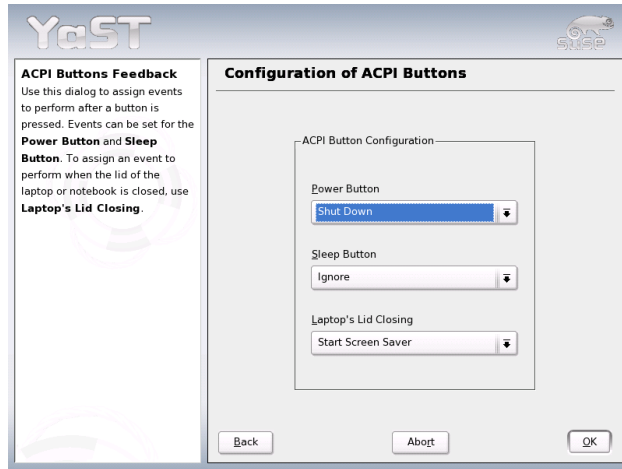 YaST
SUSE
ACPI Buttons Feedback
Use this dialog to assign events
to perform after a button is
pressed. Events can be set for the
Power Button and Sleep
Button. To assign an event to
perform when the lid of the
laptop or notebook is closed, use
Laptop's Lid Closing.
Configuration of ACPI Buttons
ACPI Button Configuration
Power Button
Shut Down
Sleep Button
Ignore
Laptop's Lid Closing
Start Screen Saver
Back
Abort
OK